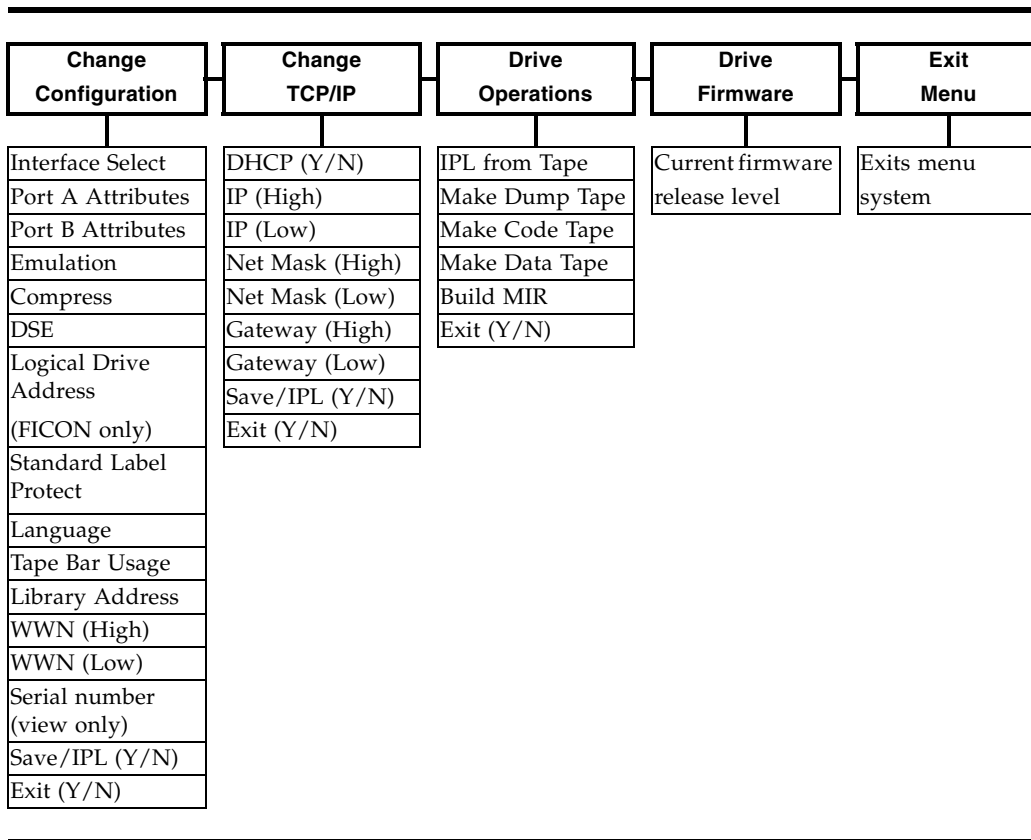 Change
Configuration
Change
TCP/IP
Drive
Operations
Drive
Firmware
Exit
Menu
Interface Select
Port A Attributes
Port B Attributes
Emulation
Compress
DSE
Logical Drive
Address
(FICON only)
Standard Label
Protect
Language
Tape Bar Usage
Library Address
WWN (High)
WWN (Low)
Serial number
(view only)
Save/IPL (Y/N)
Exit (Y/N)
DHCP (Y/N)
IP (High)
IP (Low)
Net Mask (High)
Net Mask (Low)
Gateway (High)
Gateway (Low)
Save/IPL (Y/N)
Exit (Y/N)
IPL from Tape
Make Dump Tape
Make Code Tape
Make Data Tape
Build MIR
Exit (Y/N)
Current firmware
release level
Exits menu
system